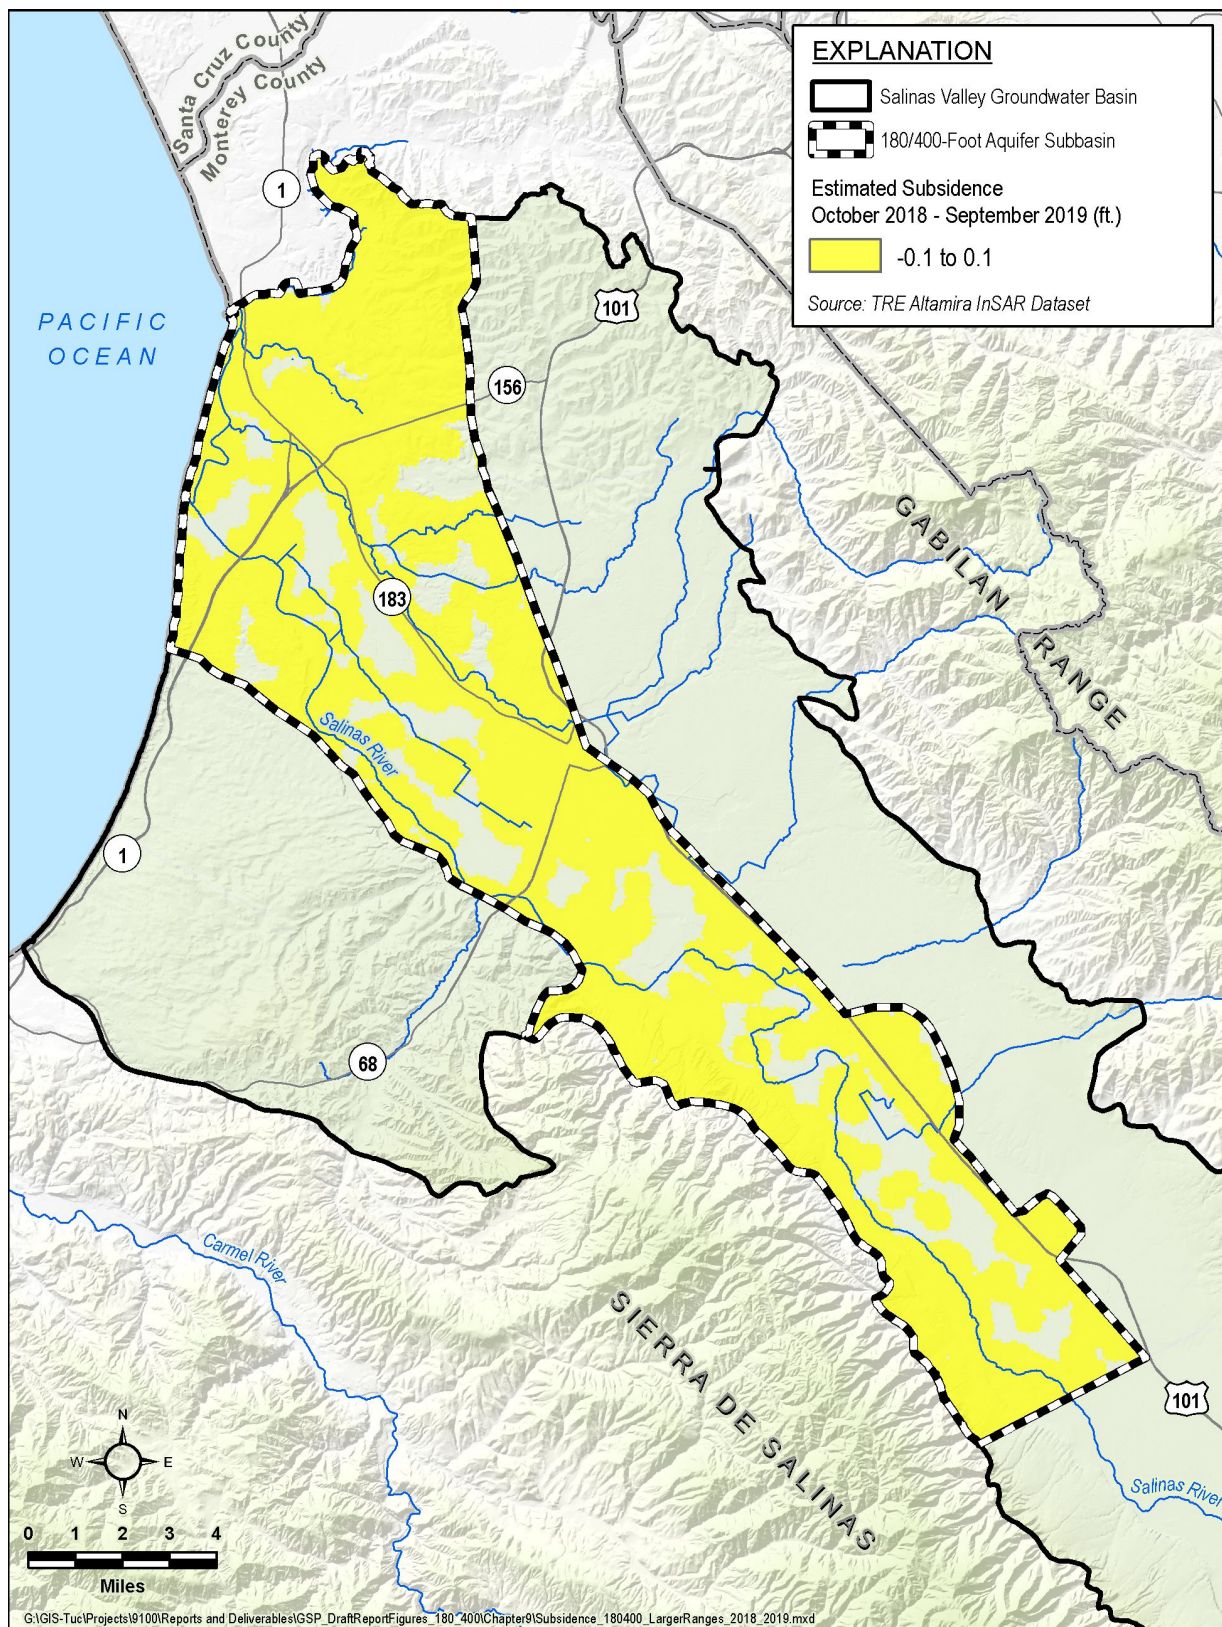 EXPLANATION
Salinas Valley Groundwater Basin
180/400-Foot Aquifer Subbasin
Estimated Subsidence
October 2018 - September 2019 (ft.)
-0.1 to 0.1
Source: TRE Altamira InSAR Dataset
Santa Cruz County
Monterey County
1
101
PACIFIC
OCEAN
156
GABILAN
RANGE
183
Salinas River
1
68
Carmel River
SIERRA DE SALINAS
101
Salinas River
N
W
E
S
0 1 2 3 4
Miles
G:\GIS-Tuc\Projects\9100\Reports and Deliverables\GSP_DraftReportFigures_180_400\Chapter9\Subsidence_180400_LargerRanges_2018_2019.mxd